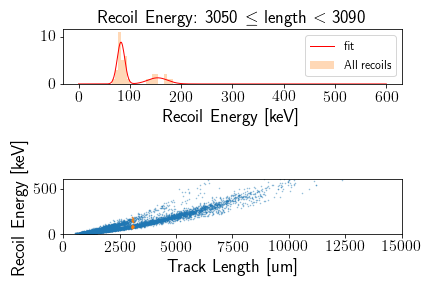 Recoil Energy: 3050 ≤ length < 3090
10
0
fit
All recoils
0 100 200 300 400 500 600
Recoil Energy [keV]
Recoil Energy [keV]
500
0
0 2500 5000 7500 10000 12500 15000
Track Length [um]